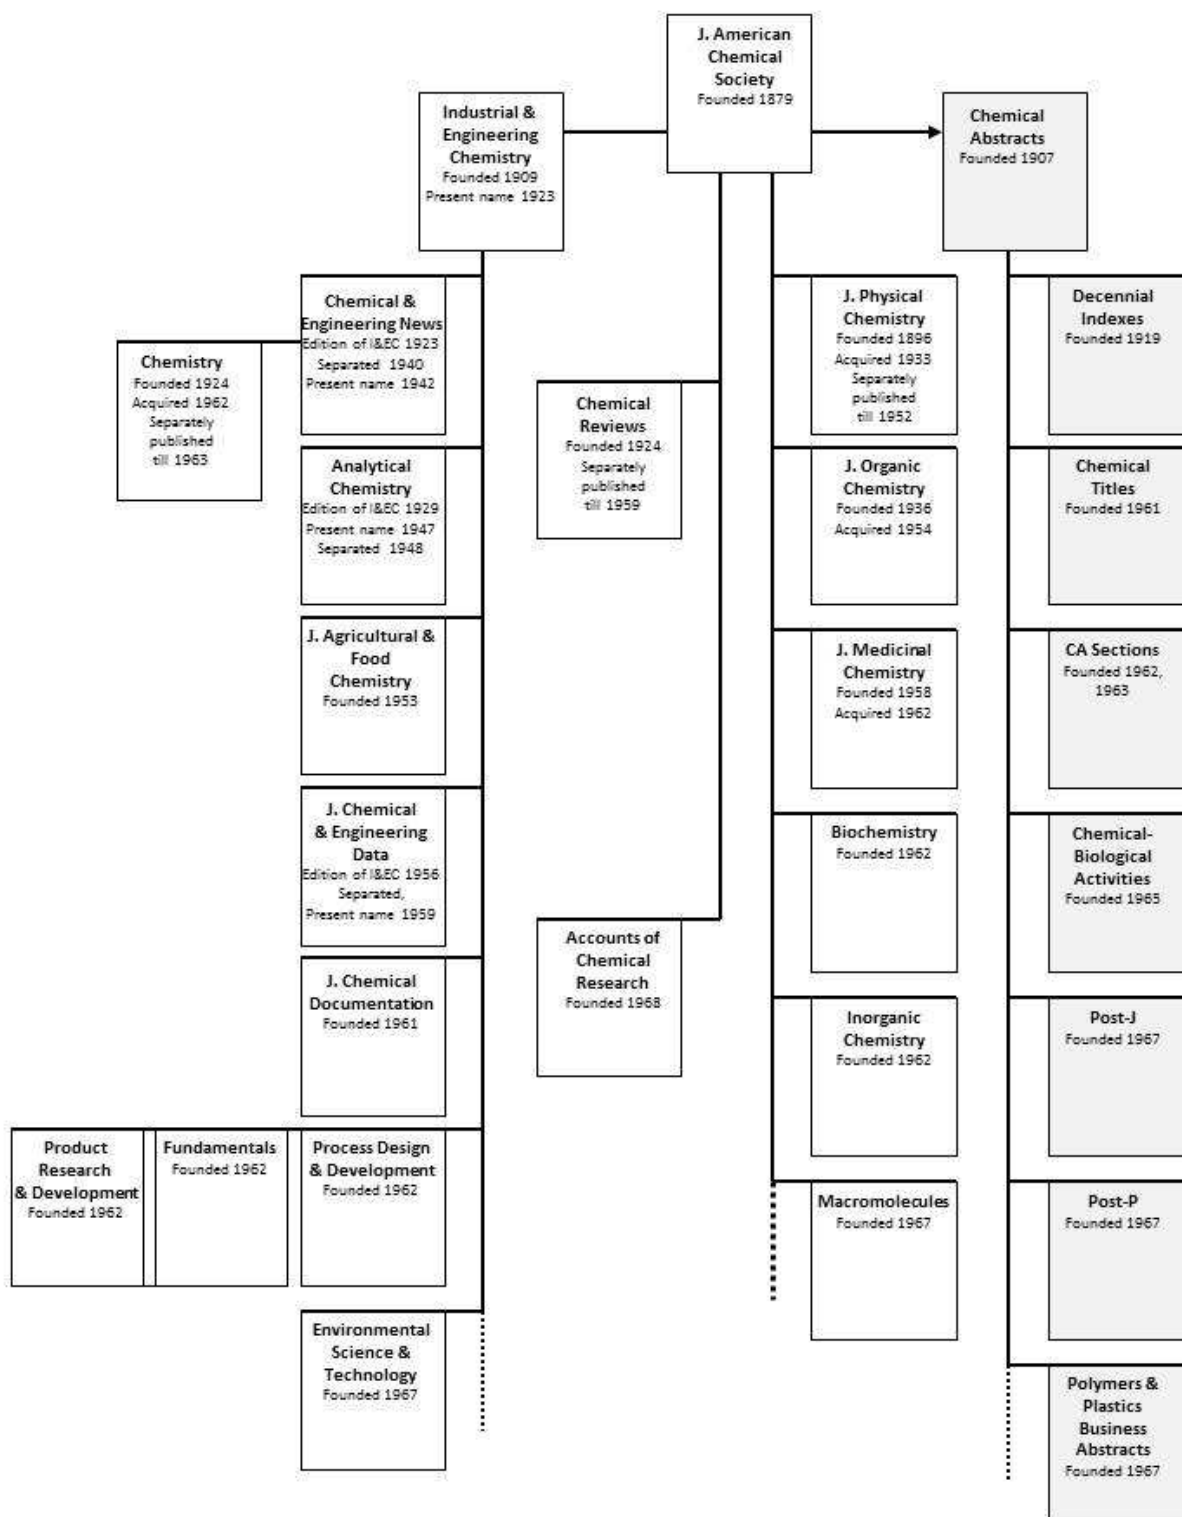 J. American
Chemical
Society
Founded 1879
Industrial &
Engineering
Chemistry
Founded 1909
Present name 1923
Chemical
Abstracts
Founded 1907
Chemical &
Engineering News
Edition of I&EC 1923
Separated 1940
Present name 1942
Chemistry
Founded 1924
Acquired 1962
Separately
published
till 1963
Analytical
Chemistry
Edition of I&EC 1929
Present name 1947
Separated 1948
J. Agricultural &
Food
Chemistry
Founded 1953
J. Chemical
& Engineering
Data
Edition of I&EC 1956
Separated,
Present name 1959
J. Chemical
Documentation
Founded 1961
Product
Research
& Development
Founded 1962
Fundamentals
Founded 1962
Process Design
& Development
Founded 1962
Environmental
Science &
Technology
Founded 1967
Chemical
Reviews
Founded 1924
Separately
published
till 1959
Accounts of
Chemical
Research
Founded 1968
J. Physical
Chemistry
Founded 1896
Acquired 1933
Separately
published
till 1952
J. Organic
Chemistry
Founded 1936
Acquired 1954
J. Medicinal
Chemistry
Founded 1958
Acquired 1962
Biochemistry
Founded 1962
Inorganic
Chemistry
Founded 1962
Macromolecules
Founded 1967
Decennial
Indexes
Founded 1919
Chemical
Titles
Founded 1961
CA Sections
Founded 1962,
1963
Chemical-
Biological
Activities
Founded 1965
Post-J
Founded 1967
Post-P
Founded 1967
Polymers &
Plastics
Business
Abstracts
Founded 1967